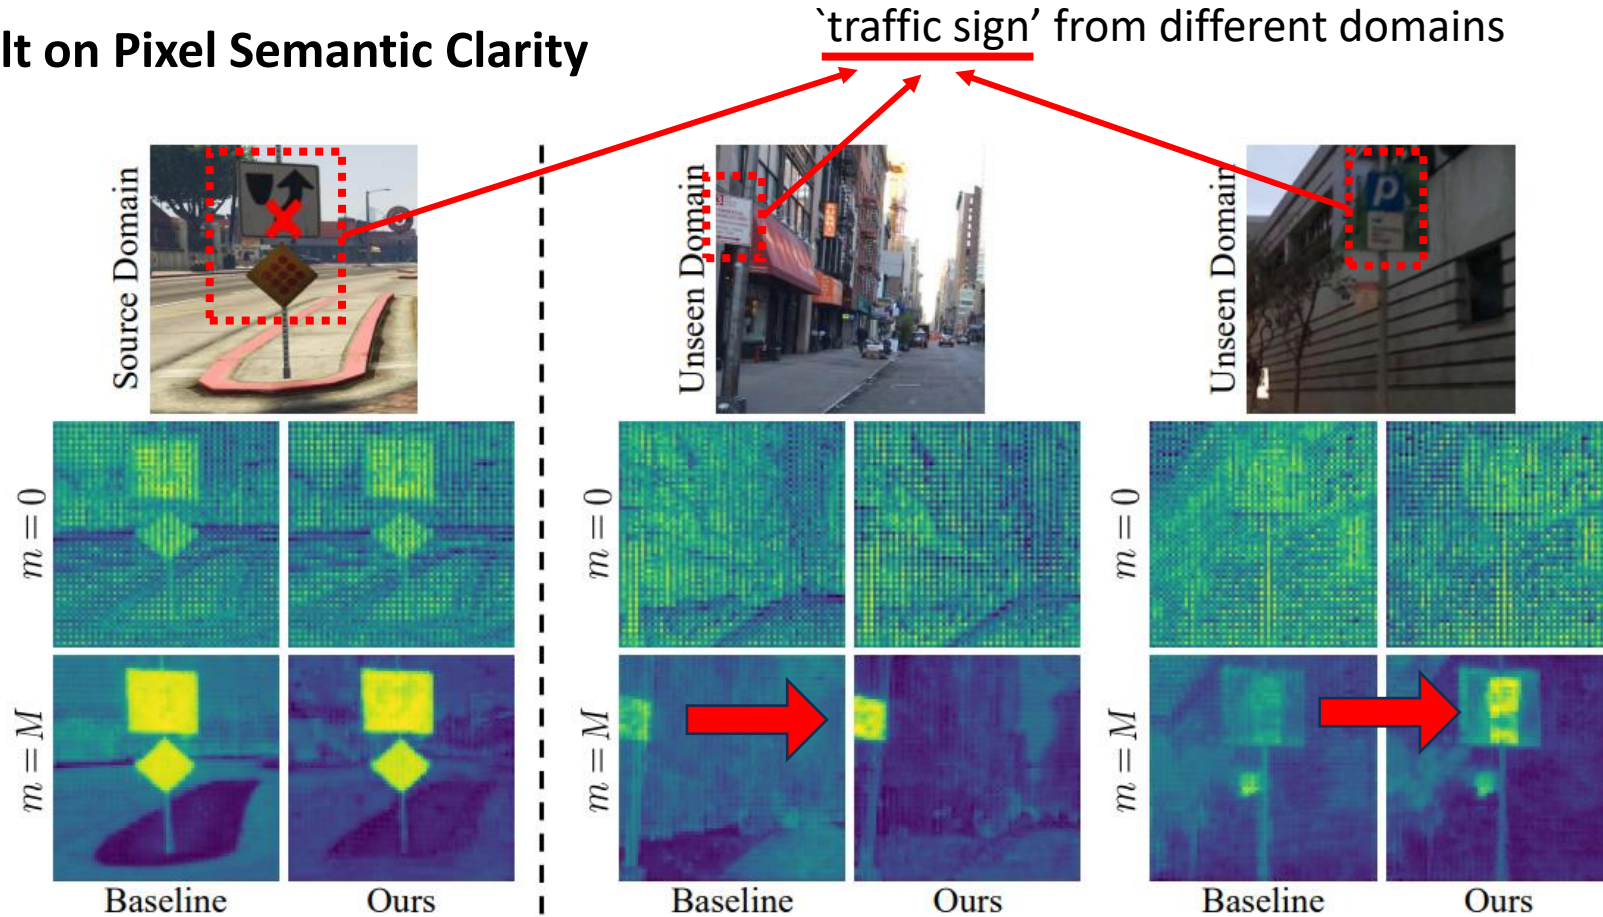 lt on Pixel Semantic Clarity
`traffic sign’ from different domains
Source Domain
Unseen Domain
Unseen Domain
P
m = 0
m = 0
m = 0
m = M
m = M
m = M
Baseline
Ours
Baseline
Ours
Baseline
Ours